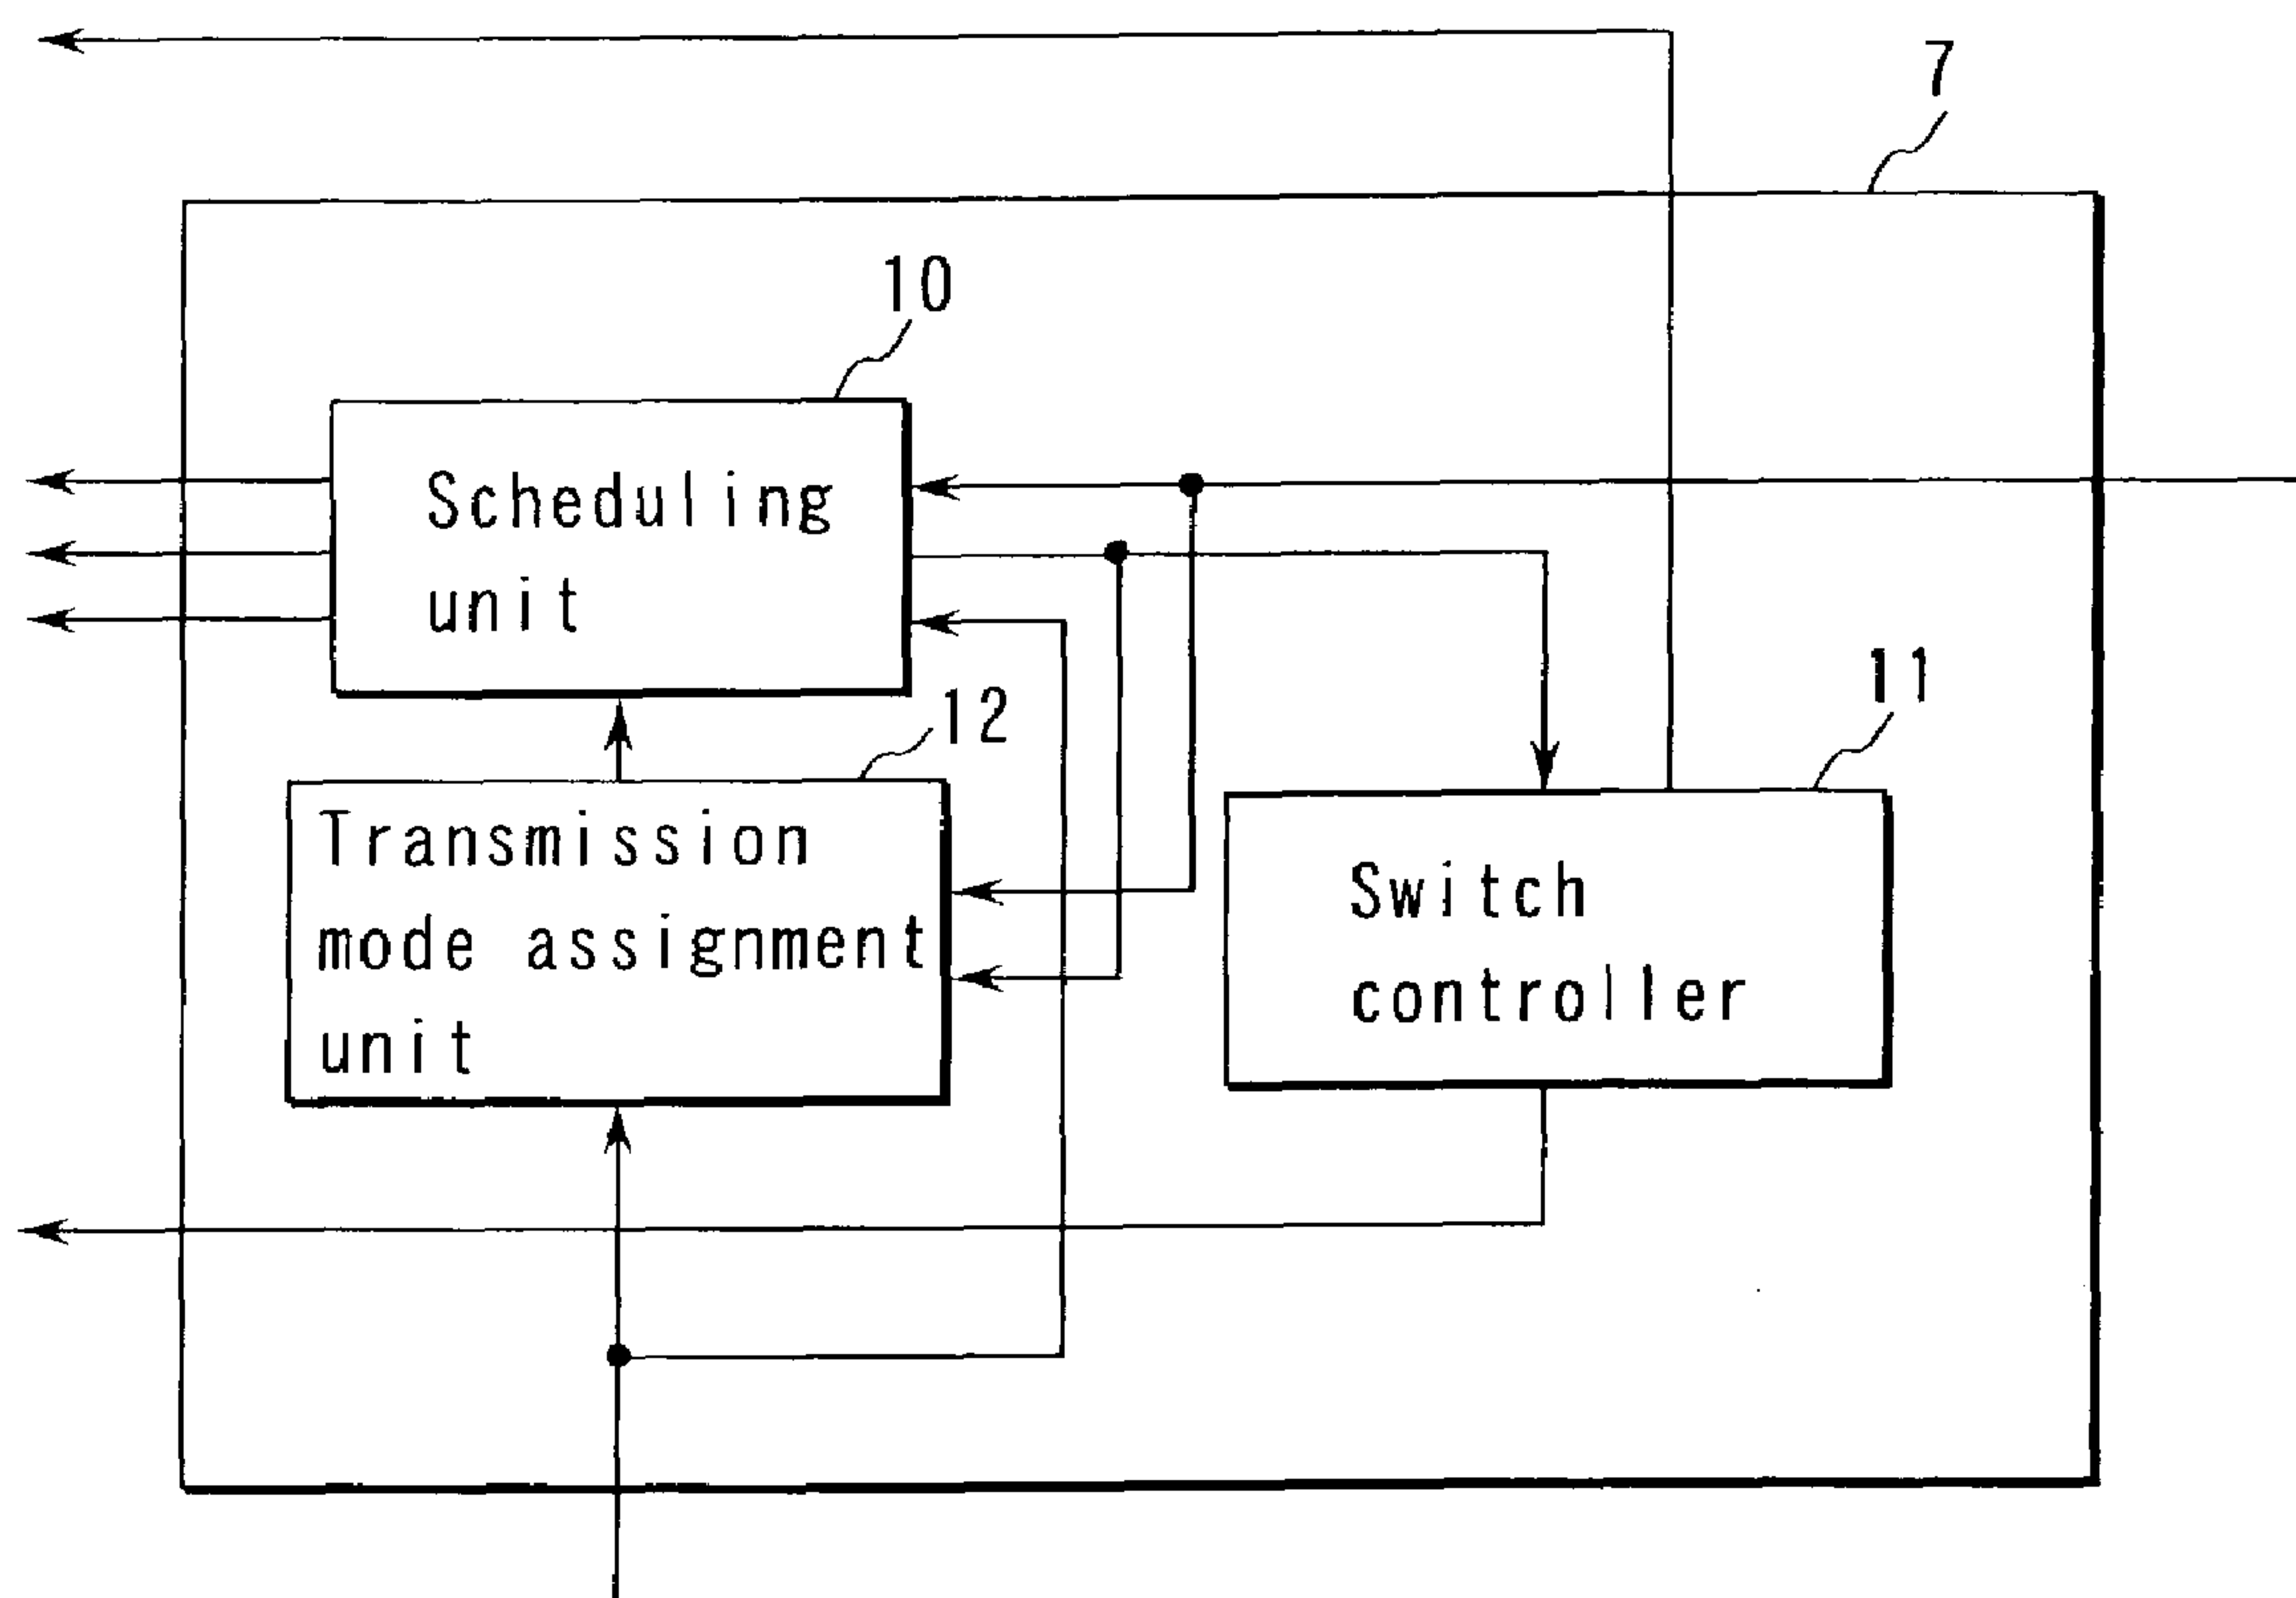 7
10
Scheduling
unit
12
11
Transmission
mode assignment
unit
Switch
controller